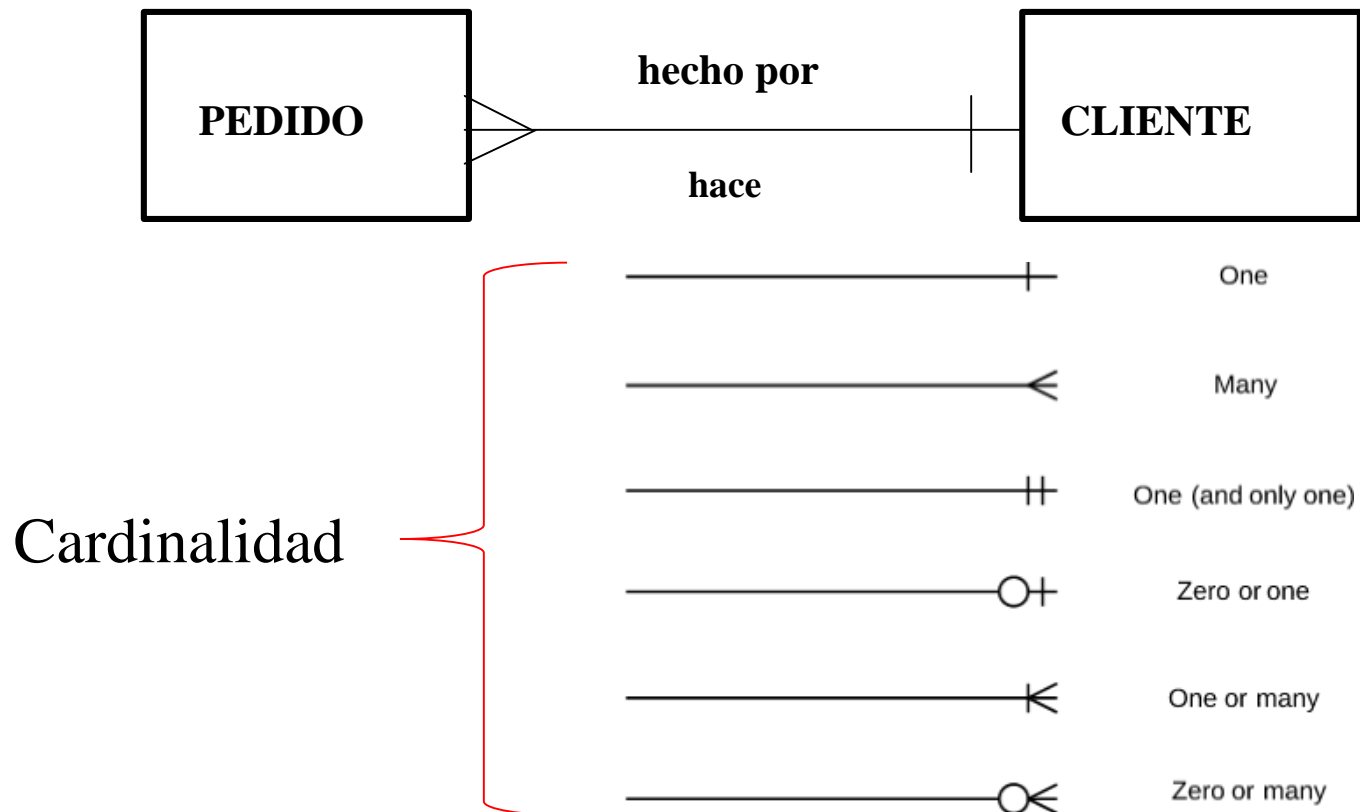 hecho por
PEDIDO
CLIENTE
hace
One
Many
One (and only one)
Cardinalidad
Zero or one
One or many
Zero or many